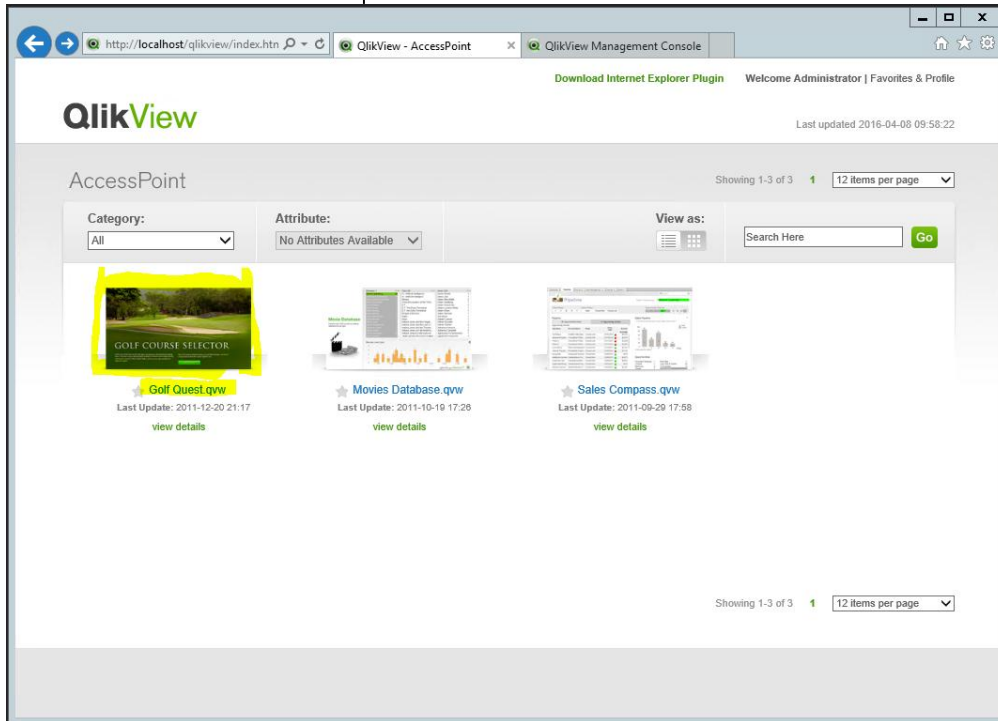 http://localhost/qlikview/index.htn
QlikView - AccessPoint
QlikView Management Console
Download Internet Explorer Plugin
Welcome Administrator | Favorites & Profile
QlikView
Last updated 2016-04-08 09:58:22
AccessPoint
Showing 1-3 of 3 1 12 items per page
Category:
Attribute:
View as:
All
No Attributes Available
Search Here
Go
GOLF COURSE SELECTOR
Movies Database
Golf Quest.qvw
Movies Database.qvw
Sales Compass.qvw
Last Update: 2011-12-20 21:17
Last Update: 2011-10-19 17:26
Last Update: 2011-09-29 17:58
view details
view details
view details
Showing 1-3 of 3 1 12 items per page